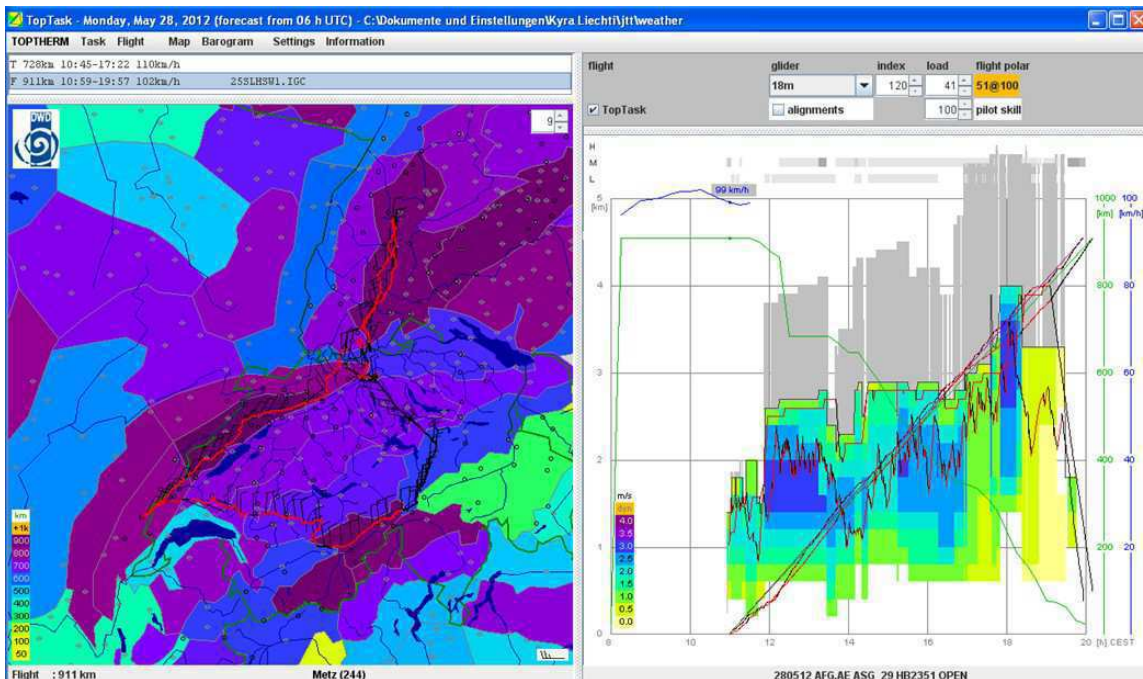 TopTask - Monday, May 28, 2012 (forecast from 06 h UTC) - C:\Dokumente und Einstellungen\Kyra Liechti\jtt\weather
TOPTHERM Task Flight Map Barogram Settings Information
T 728km 10:45-17:22 110km/h
F 911km 10:59-19:57 102km/h 25SLHSW1.IGC
flight glider index load flight polar
18m 120 41 51@100
TopTask alignments 100 pilot skill
DWD
9
H
M
L
99 km/h
5 1000 100
[km] [km] [km/h]
4 800 80
3 600 60
2 400 40
1 200 20
0
8 10 12 14 16 18 20 [h] CEST
m/s
4.0
3.5
3.0
2.5
2.0
1.5
1.0
0.5
0.0
km
+1k
900
800
700
600
500
400
300
200
100
50
Flight : 911 km Metz (244) 280512 AFG.AE ASG_29 HB2351 OPEN